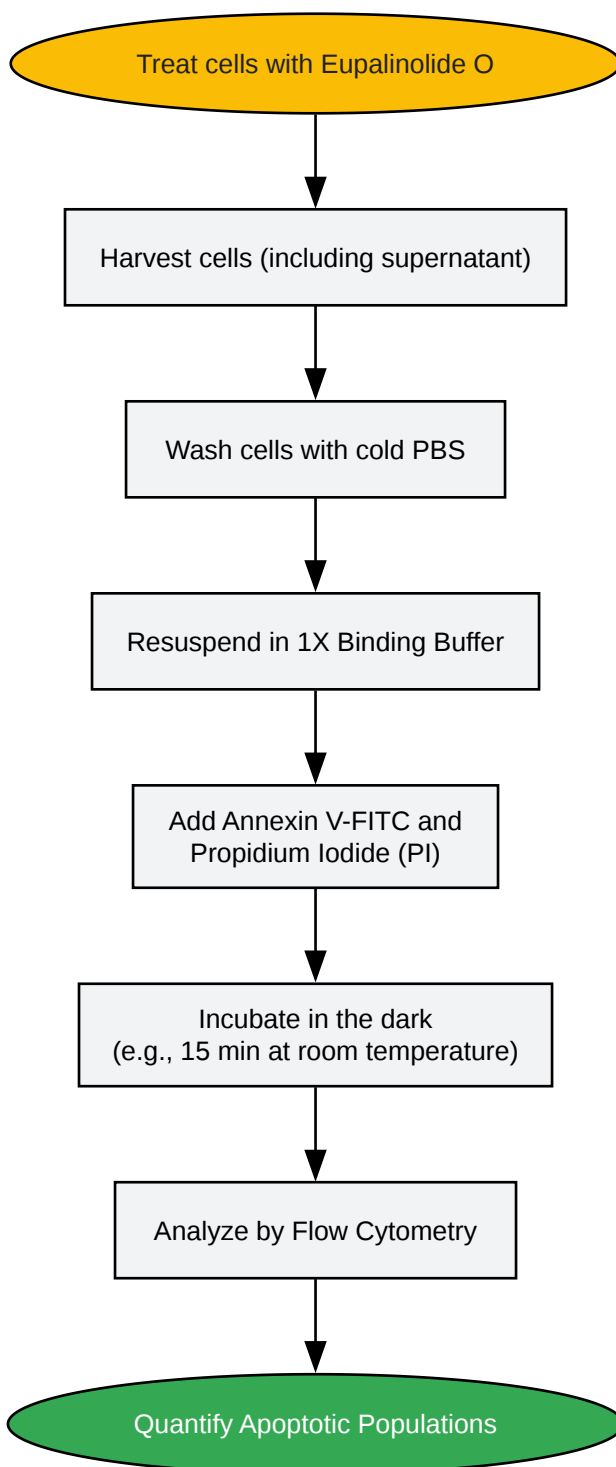 Treat cells with Eupalinolide O
Harvest cells (including supernatant)
Wash cells with cold PBS
Resuspend in 1X Binding Buffer
Add Annexin V-FITC and
Propidium Iodide (PI)
Incubate in the dark
(e.g., 15 min at room temperature)
Analyze by Flow Cytometry
Quantify Apoptotic Populations